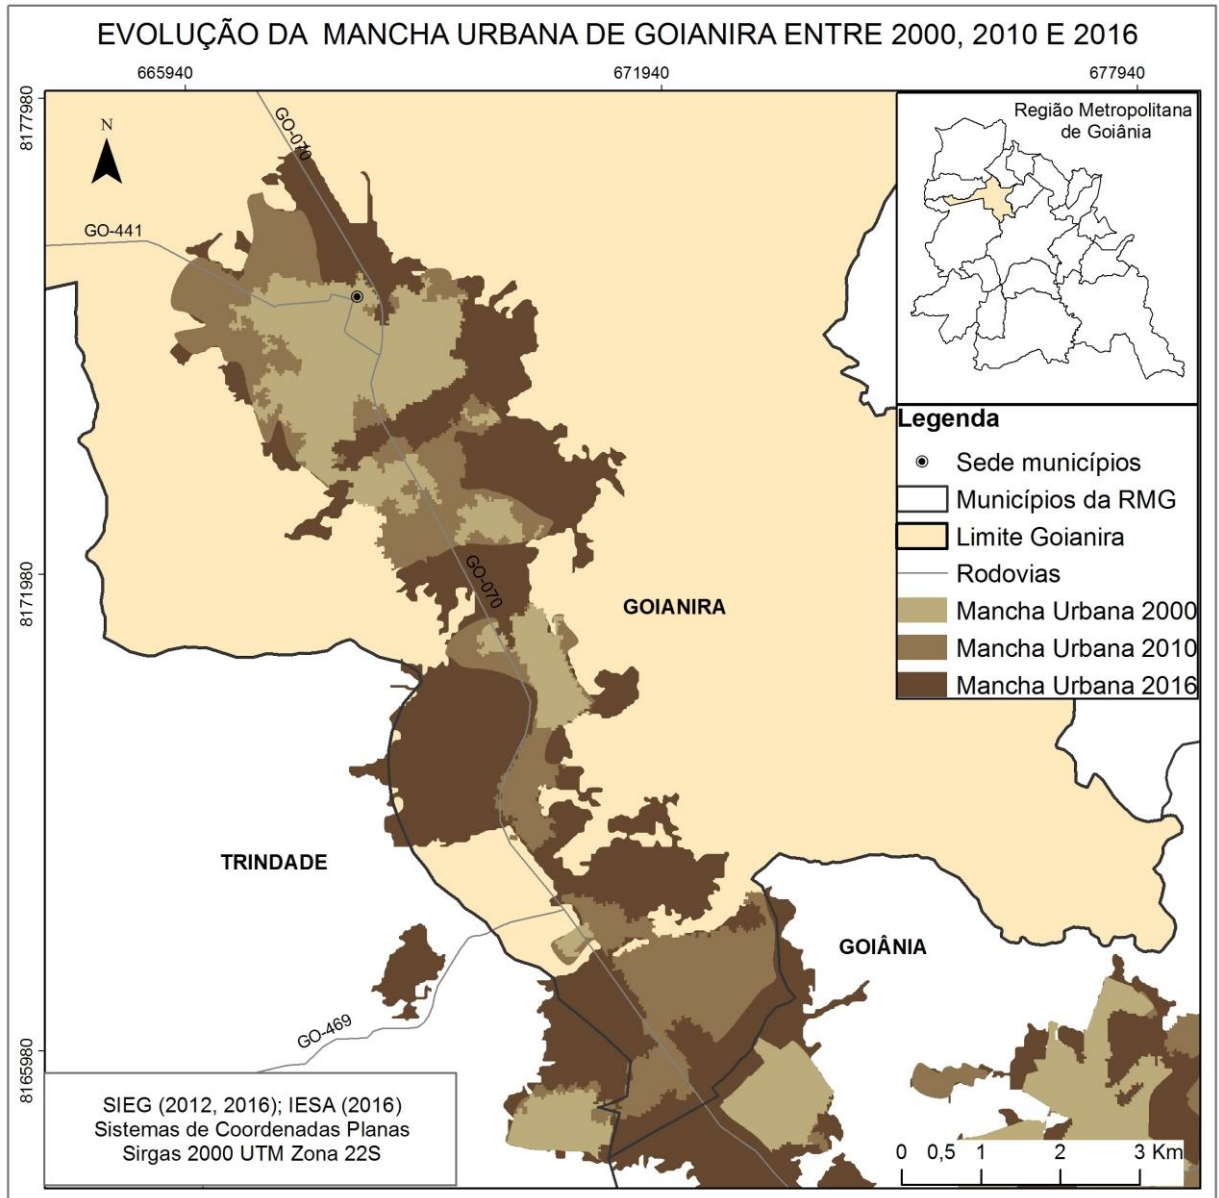 EVOLUÇÃO DA MANCHA URBANA DE GOIANIRA ENTRE 2000, 2010 E 2016
665940
671940
677940
8177980
8171980
8165980
N
GO-070
GO-441
Região Metropolitana
de Goiânia
Legenda
Sede municípios
Municípios da RMG
Limite Goianira
Rodovias
Mancha Urbana 2000
Mancha Urbana 2010
Mancha Urbana 2016
GO-070
GOIANIRA
TRINDADE
GOIÂNIA
GO-469
SIEG (2012, 2016); IESA (2016)
Sistemas de Coordenadas Planas
Sirgas 2000 UTM Zona 22S
0 0,5 1 2 3 Km